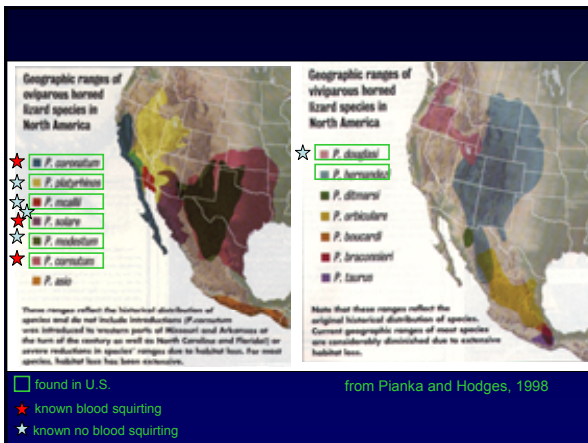 Geographic ranges of
oviparous horned
lizard species in
North America
P. coronatum
P. platyrhinos
P. mcallii
P. solare
P. modestum
P. cornutum
P. asio
These ranges reflect the historical distribution of
species and do not include introductions (P.cornutum
was introduced to western parts of Missouri and Arkansas at
the turn of the century as well as North Carolina and Florida!) or
severe reductions in species' ranges due to habitat loss. For most
species, habitat loss has been extensive.
Geographic ranges of
viviparous horned
lizard species in
North America
P. douglasi
P. hernandezi
P. ditmarsi
P. orbiculare
P. boucardi
P. braconnieri
P. taurus
Note that these ranges reflect the
original historical distribution of species.
Current geographic ranges of most species
are considerably diminished due to extensive
habitat loss.
found in U.S.
known blood squirting
known no blood squirting
from Pianka and Hodges, 1998